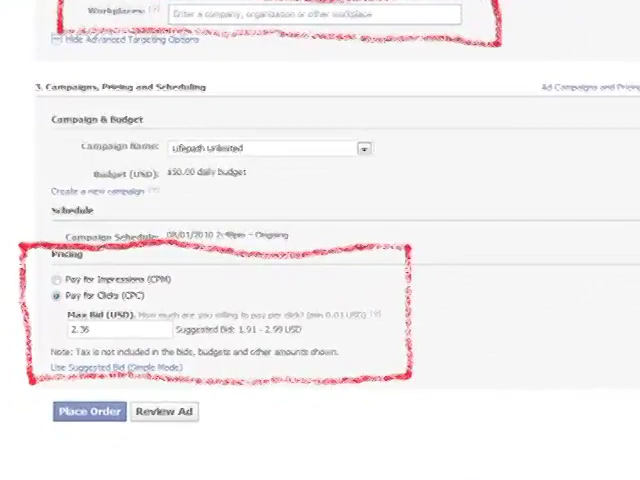 Workplaces: [?] Enter a company, organization or other workplace
Hide Advanced Targeting Options
3. Campaigns, Pricing and Scheduling Ad Campaigns and Pricing
Campaign & Budget
Campaign Name: Lifepath Unlimited
Budget (USD): $50.00 daily budget
Create a new campaign [?]
Schedule
Campaign Schedule: 08/01/2010 2:48pm - Ongoing
Pricing
Pay for Impressions (CPM)
Pay for Clicks (CPC)
Max Bid (USD). How much are you willing to pay per click? (min 0.01 USD) [?]
2.36 Suggested Bid: 1.91 - 2.99 USD
Note: Tax is not included in the bids, budgets and other amounts shown.
Use Suggested Bid (Simple Mode)
Place Order Review Ad